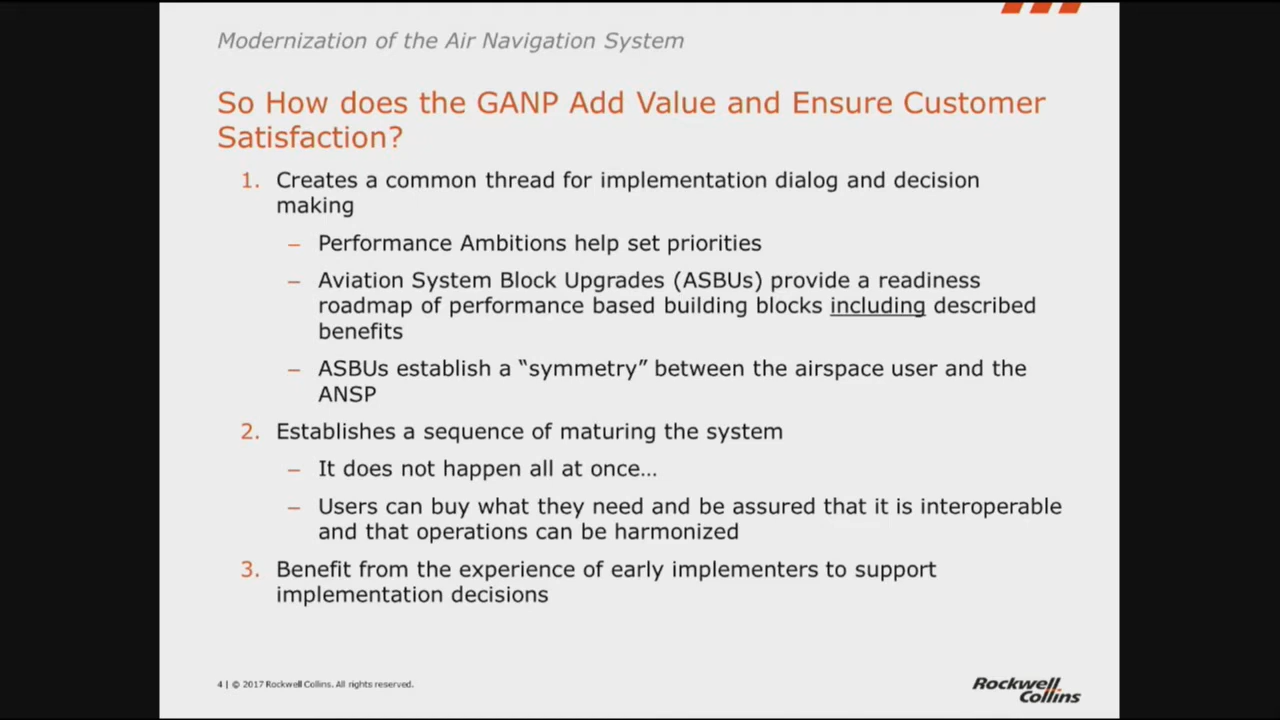 Modernization of the Air Navigation System
So How does the GANP Add Value and Ensure Customer
Satisfaction?
1. Creates a common thread for implementation dialog and decision
making
– Performance Ambitions help set priorities
– Aviation System Block Upgrades (ASBUs) provide a readiness
roadmap of performance based building blocks including described
benefits
– ASBUs establish a “symmetry” between the airspace user and the
ANSP
2. Establishes a sequence of maturing the system
– It does not happen all at once…
– Users can buy what they need and be assured that it is interoperable
and that operations can be harmonized
3. Benefit from the experience of early implementers to support
implementation decisions
4 | © 2017 Rockwell Collins. All rights reserved.
Rockwell
Collins